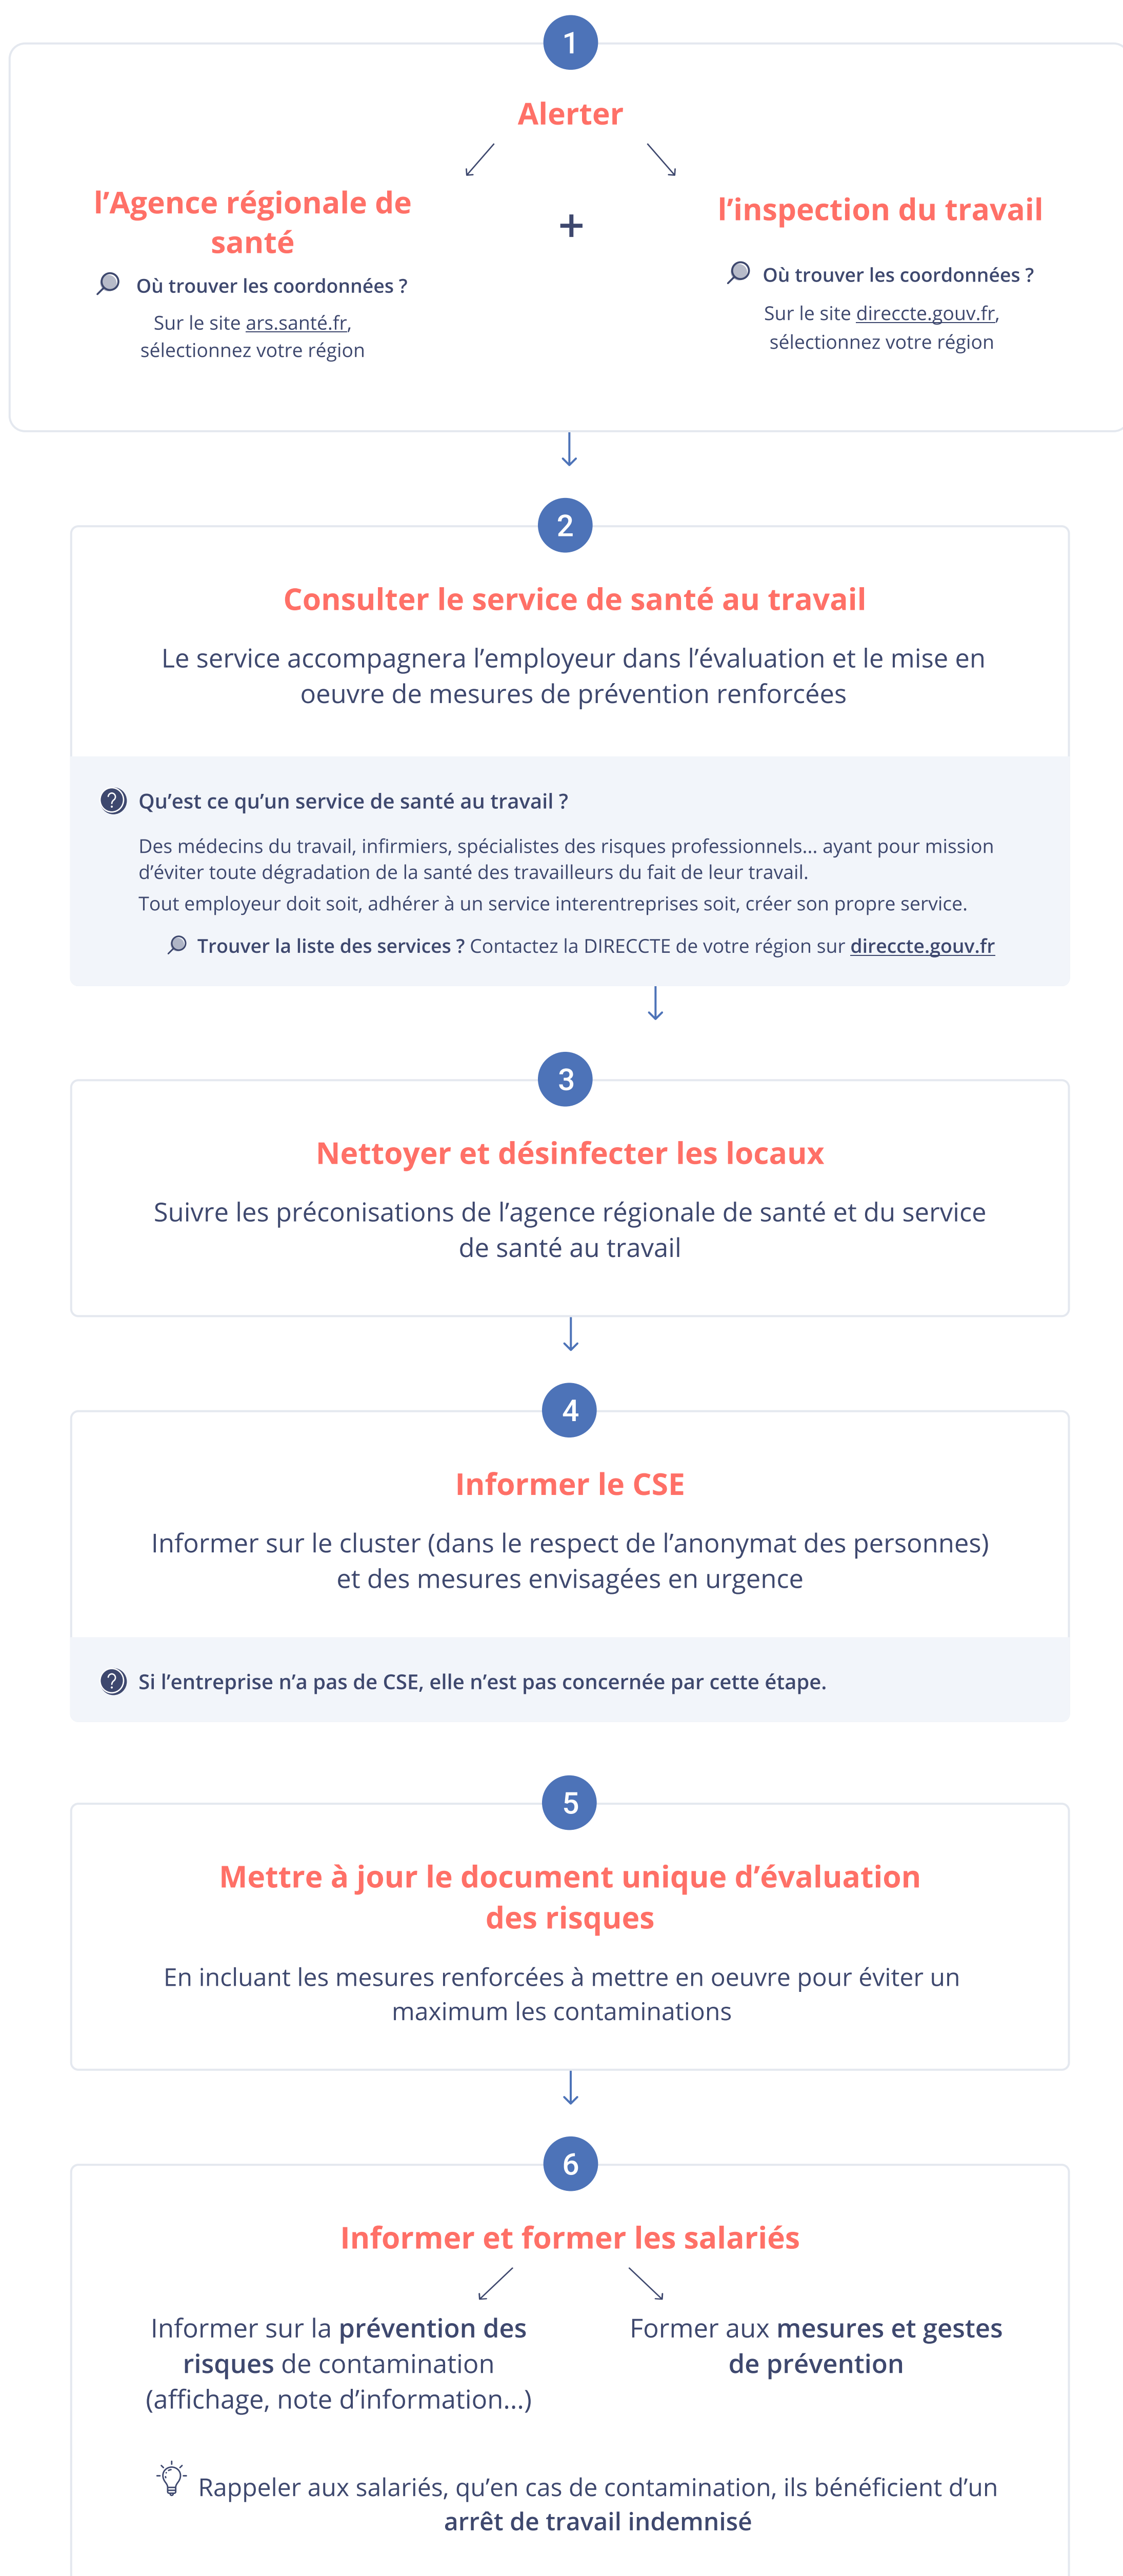 1
Alerter
l’Agence régionale de
santé
Où trouver les coordonnées ?
Sur le site ars.santé.fr,
sélectionnez votre région
+
l’inspection du travail
Où trouver les coordonnées ?
Sur le site direccte.gouv.fr,
sélectionnez votre région
2
Consulter le service de santé au travail
Le service accompagnera l’employeur dans l’évaluation et le mise en
oeuvre de mesures de prévention renforcées
? Qu’est ce qu’un service de santé au travail ?
Des médecins du travail, infirmiers, spécialistes des risques professionnels... ayant pour mission
d’éviter toute dégradation de la santé des travailleurs du fait de leur travail.
Tout employeur doit soit, adhérer à un service interentreprises soit, créer son propre service.
Trouver la liste des services ? Contactez la DIRECCTE de votre région sur direccte.gouv.fr
3
Nettoyer et désinfecter les locaux
Suivre les préconisations de l’agence régionale de santé et du service
de santé au travail
4
Informer le CSE
Informer sur le cluster (dans le respect de l’anonymat des personnes)
et des mesures envisagées en urgence
? Si l’entreprise n’a pas de CSE, elle n’est pas concernée par cette étape.
5
Mettre à jour le document unique d’évaluation
des risques
En incluant les mesures renforcées à mettre en oeuvre pour éviter un
maximum les contaminations
6
Informer et former les salariés
Informer sur la prévention des
risques de contamination
(affichage, note d’information...)
Former aux mesures et gestes
de prévention
Rappeler aux salariés, qu’en cas de contamination, ils bénéficient d’un
arrêt de travail indemnisé